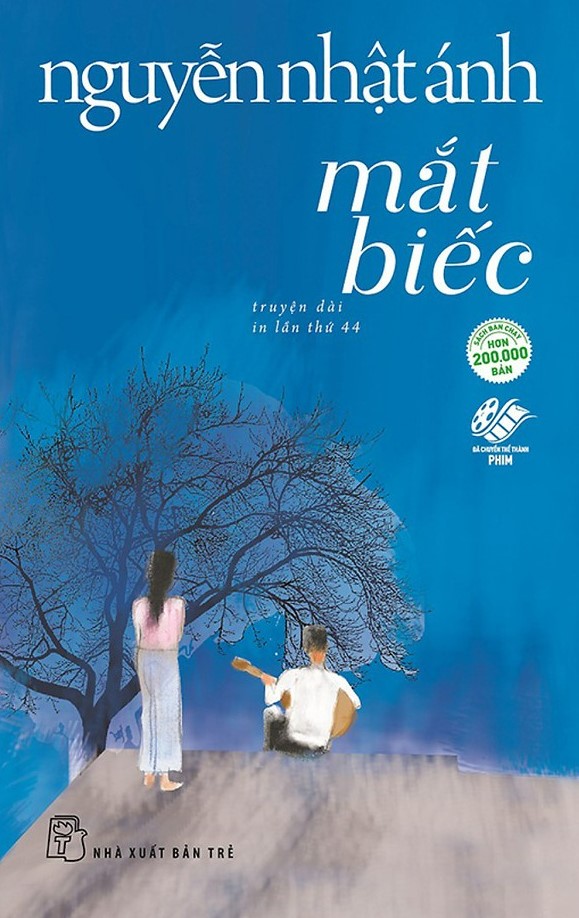 nguyễn nhật ánh
mắt
biếc
truyện dài
in lần thứ 44
SÁCH BÁN CHẠY
HƠN
200.000
BẢN
ĐÃ CHUYỂN THỂ THÀNH
PHIM
T
NHÀ XUẤT BẢN TRẺ